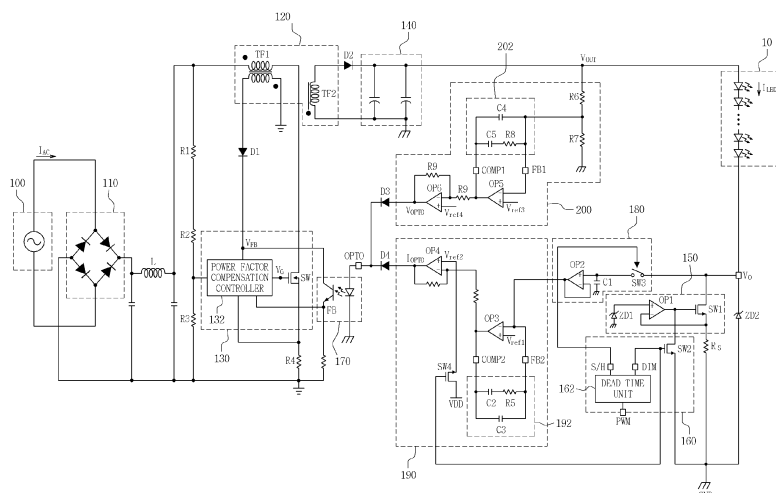 120
140
10
TF1
TF2
D2
VOUT
ILED
202
C4
C5
R8
R6
R7
IAC
R1
D1
100
110
D3
R9
COMP1
FB1
OP6
R9
OP5
VOPTO
Vref4
Vref3
200
180
L
R2
VFB
OPTO
D4
IOPTO
OP4
Vref2
OP2
C1
SW3
150
VO
POWER FACTOR
COMPENSATION
CONTROLLER
132
VG
SW
FB
ZD1
OP1
SW1
ZD2
R3
130
R4
170
OP3
Vref1
COMP2
FB2
SW4
VDD
C2
R5
C3
192
190
SW2
RS
S/H
DIM
162
DEAD TIME
UNIT
PWM
160
GND